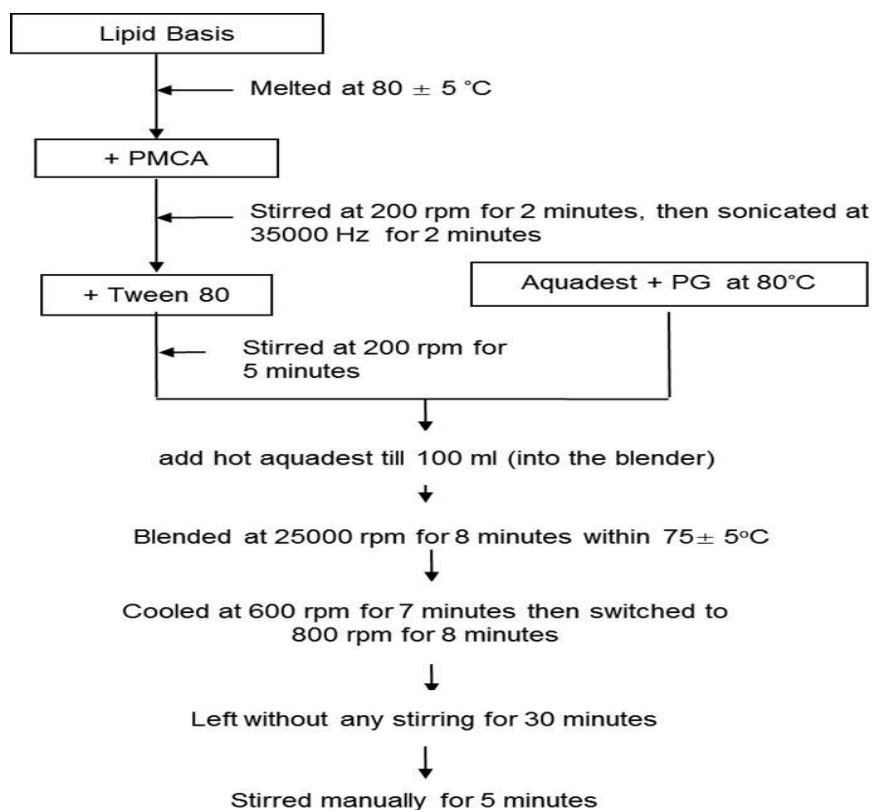 Lipid Basis
Melted at 80 ± 5 °C
+ PMCA
Stirred at 200 rpm for 2 minutes, then sonicated at
35000 Hz for 2 minutes
+ Tween 80
Aquadest + PG at 80°C
Stirred at 200 rpm for
5 minutes
add hot aquadest till 100 ml (into the blender)
Blended at 25000 rpm for 8 minutes within 75± 5°C
Cooled at 600 rpm for 7 minutes then switched to
800 rpm for 8 minutes
Left without any stirring for 30 minutes
Stirred manually for 5 minutes